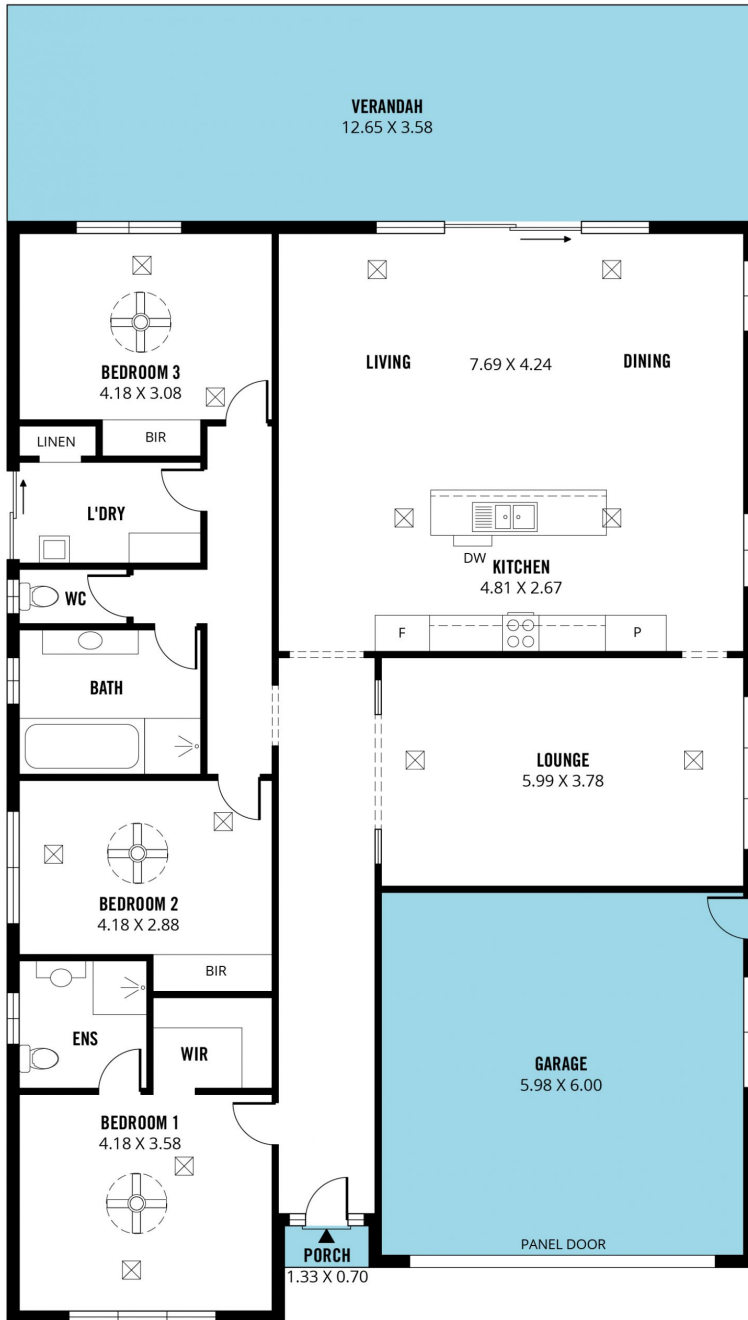 VERANDAH
12.65 X 3.58
BEDROOM 3
4.18 X 3.08
LIVING
7.69 X 4.24
DINING
LINEN
BIR
L'DRY
DW
KITCHEN
4.81 X 2.67
WC
F
P
BATH
LOUNGE
5.99 X 3.78
BEDROOM 2
4.18 X 2.88
BIR
ENS
WIR
GARAGE
5.98 X 6.00
BEDROOM 1
4.18 X 3.58
PANEL DOOR
PORCH
1.33 X 0.70